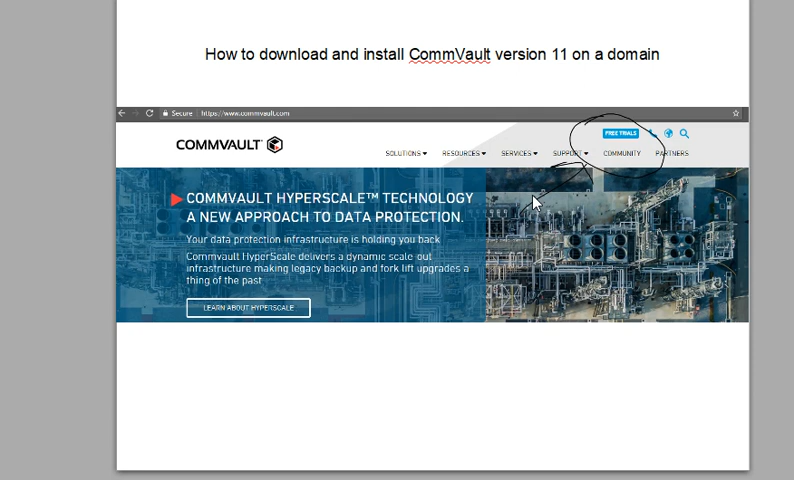 How to download and install CommVault version 11 on a domain
Secure https://www.commvault.com
FREE TRIALS
COMMVAULT
SOLUTIONS RESOURCES SERVICES SUPPORT COMMUNITY PARTNERS
COMMVAULT HYPERSCALE™ TECHNOLOGY
A NEW APPROACH TO DATA PROTECTION.
Your data protection infrastructure is holding you back
Commvault HyperScale delivers a dynamic scale-out
infrastructure making legacy backup and fork lift upgrades a
thing of the past
LEARN ABOUT HYPERSCALE